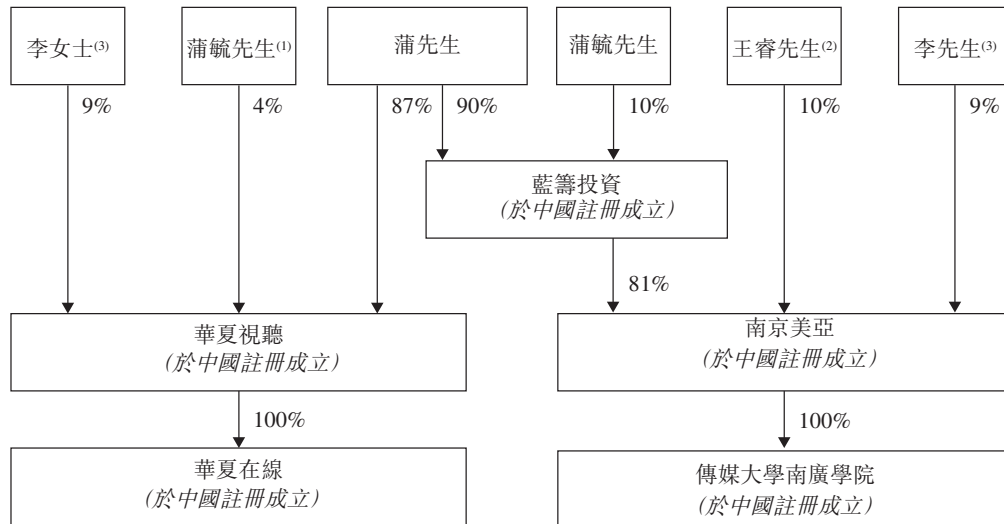 李女士(3)
蒲毓先生(1)
蒲先生
蒲毓先生
王睿先生(2)
李先生(3)
9%
4%
87%
90%
10%
10%
9%
藍籌投資
(於中國註冊成立)
81%
華夏視聽
(於中國註冊成立)
南京美亞
(於中國註冊成立)
100%
100%
華夏在線
(於中國註冊成立)
傳媒大學南廣學院
(於中國註冊成立)